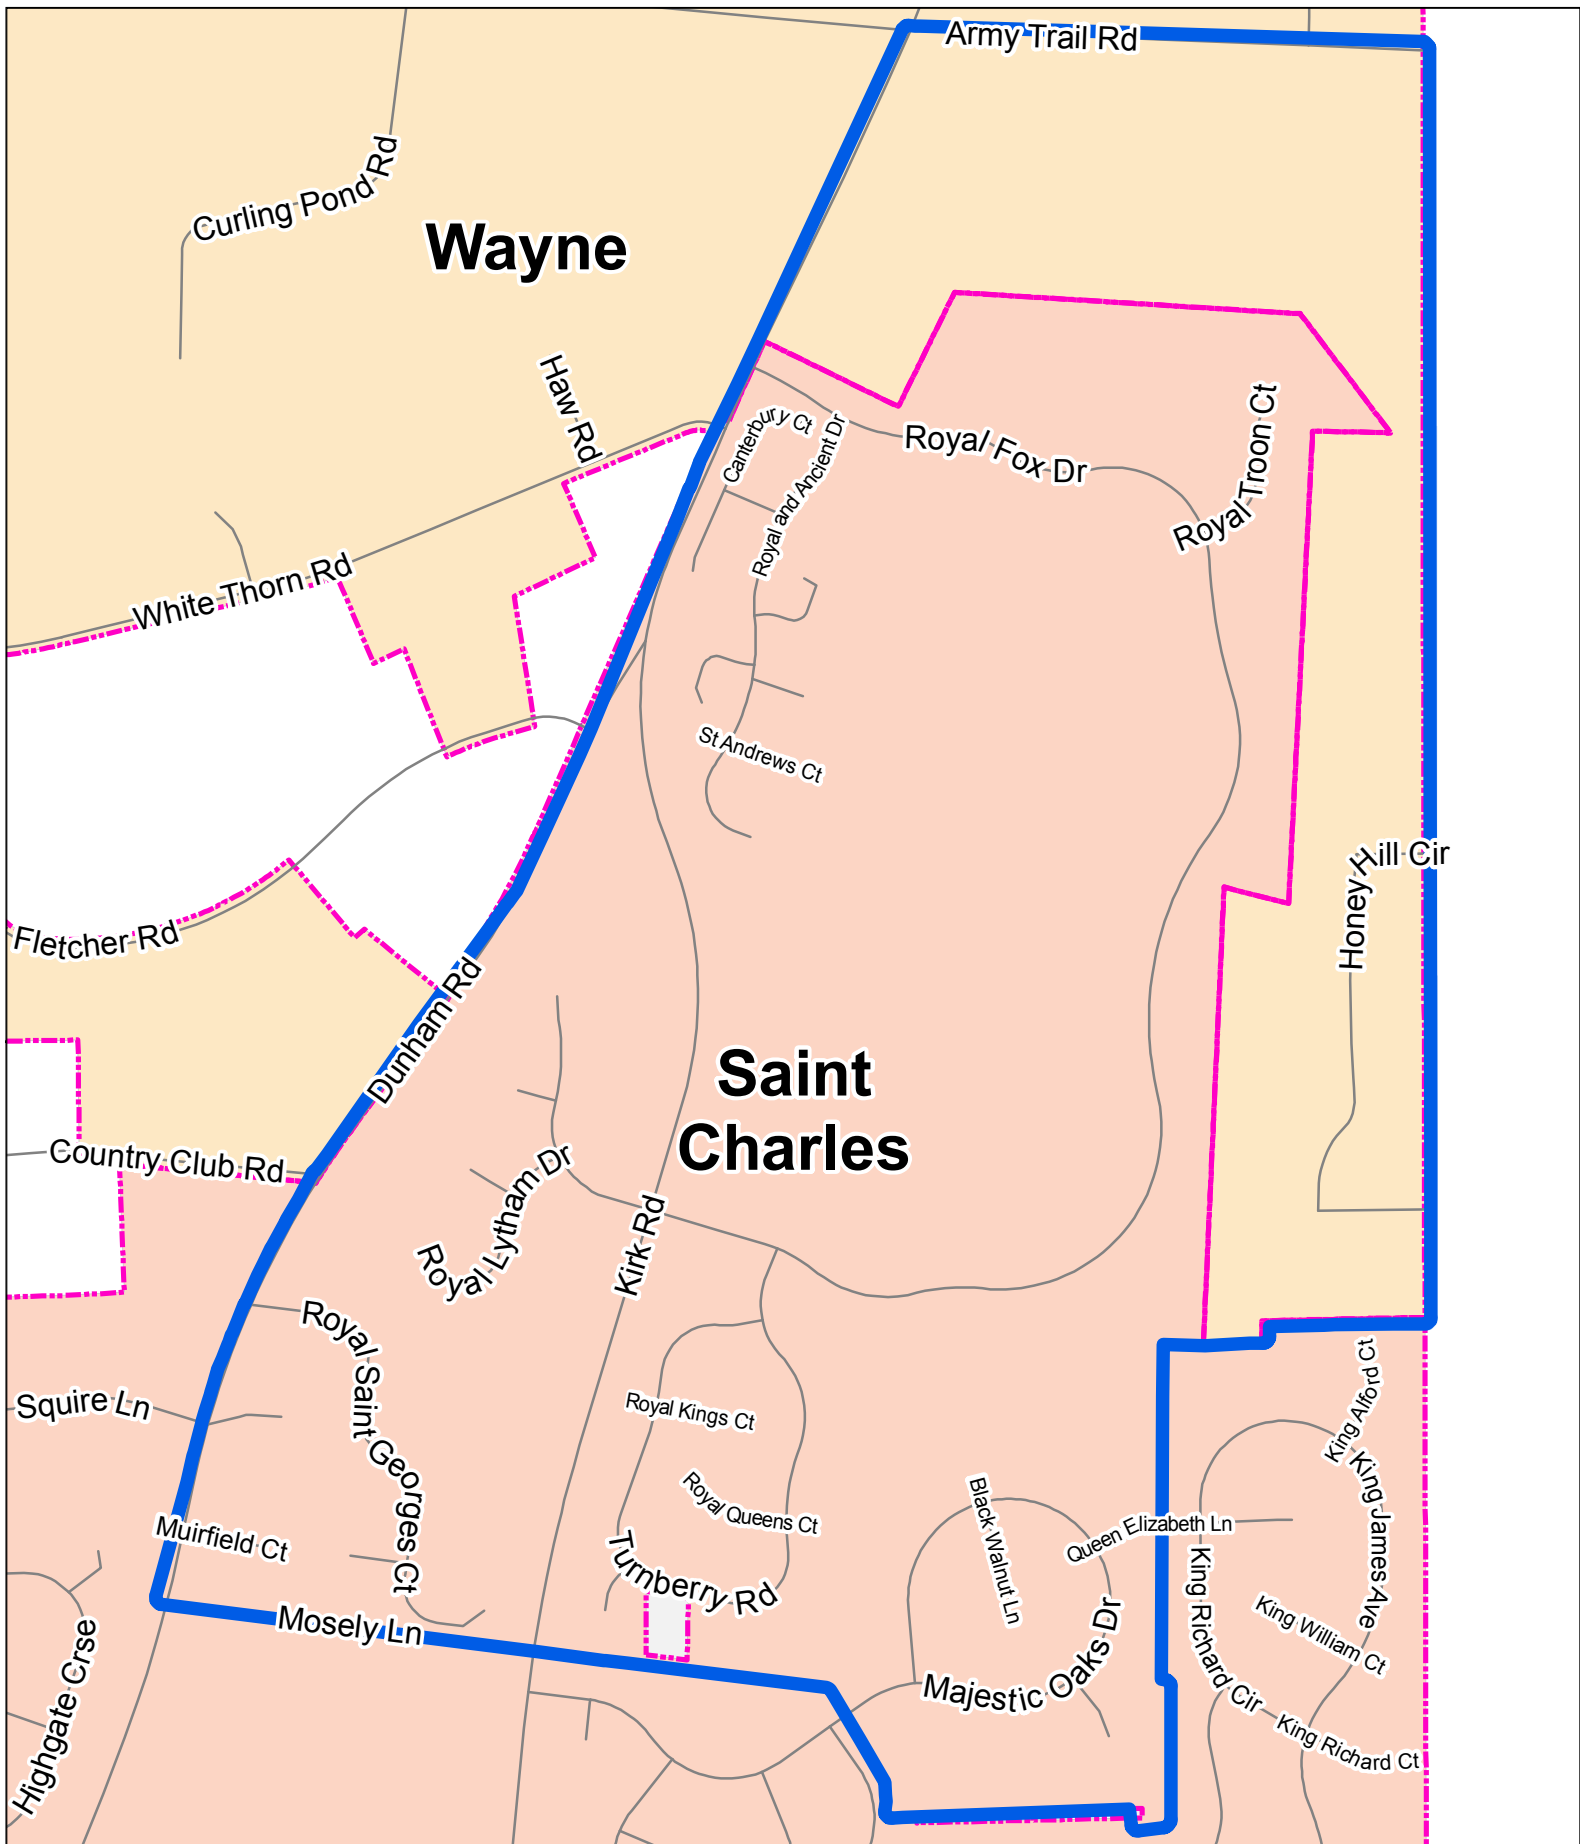 Army Trail Rd
Curling Pond Rd
Wayne
Haw Rd
Canterbury Ct
Royal and Ancient Dr
Royal Fox Dr
Royal Troon Ct
White Thorn Rd
St Andrews Ct
Honey Hill Cir
Fletcher Rd
Dunham Rd
Saint
Charles
Country Club Rd
Royal Lytham Dr
Kirk Rd
Royal Saint Georges Ct
Squire Ln
Royal Kings Ct
King Alford Ct
King James Ave
Royal Queens Ct
Black Walnut Ln
Queen Elizabeth Ln
Muirfield Ct
Turnberry Rd
Mosely Ln
King Richard Cir
King William Ct
Majestic Oaks Dr
Highgate Crse
King Richard Ct